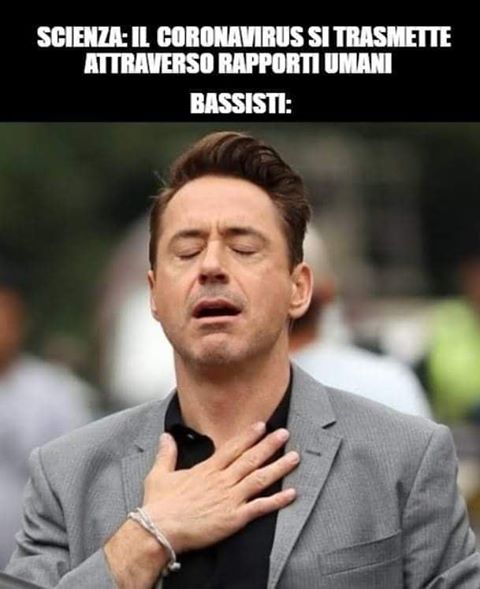 SCIENZA: IL CORONAVIRUS SI TRASMETTE
ATTRAVERSO RAPPORTI UMANI
BASSISTI: